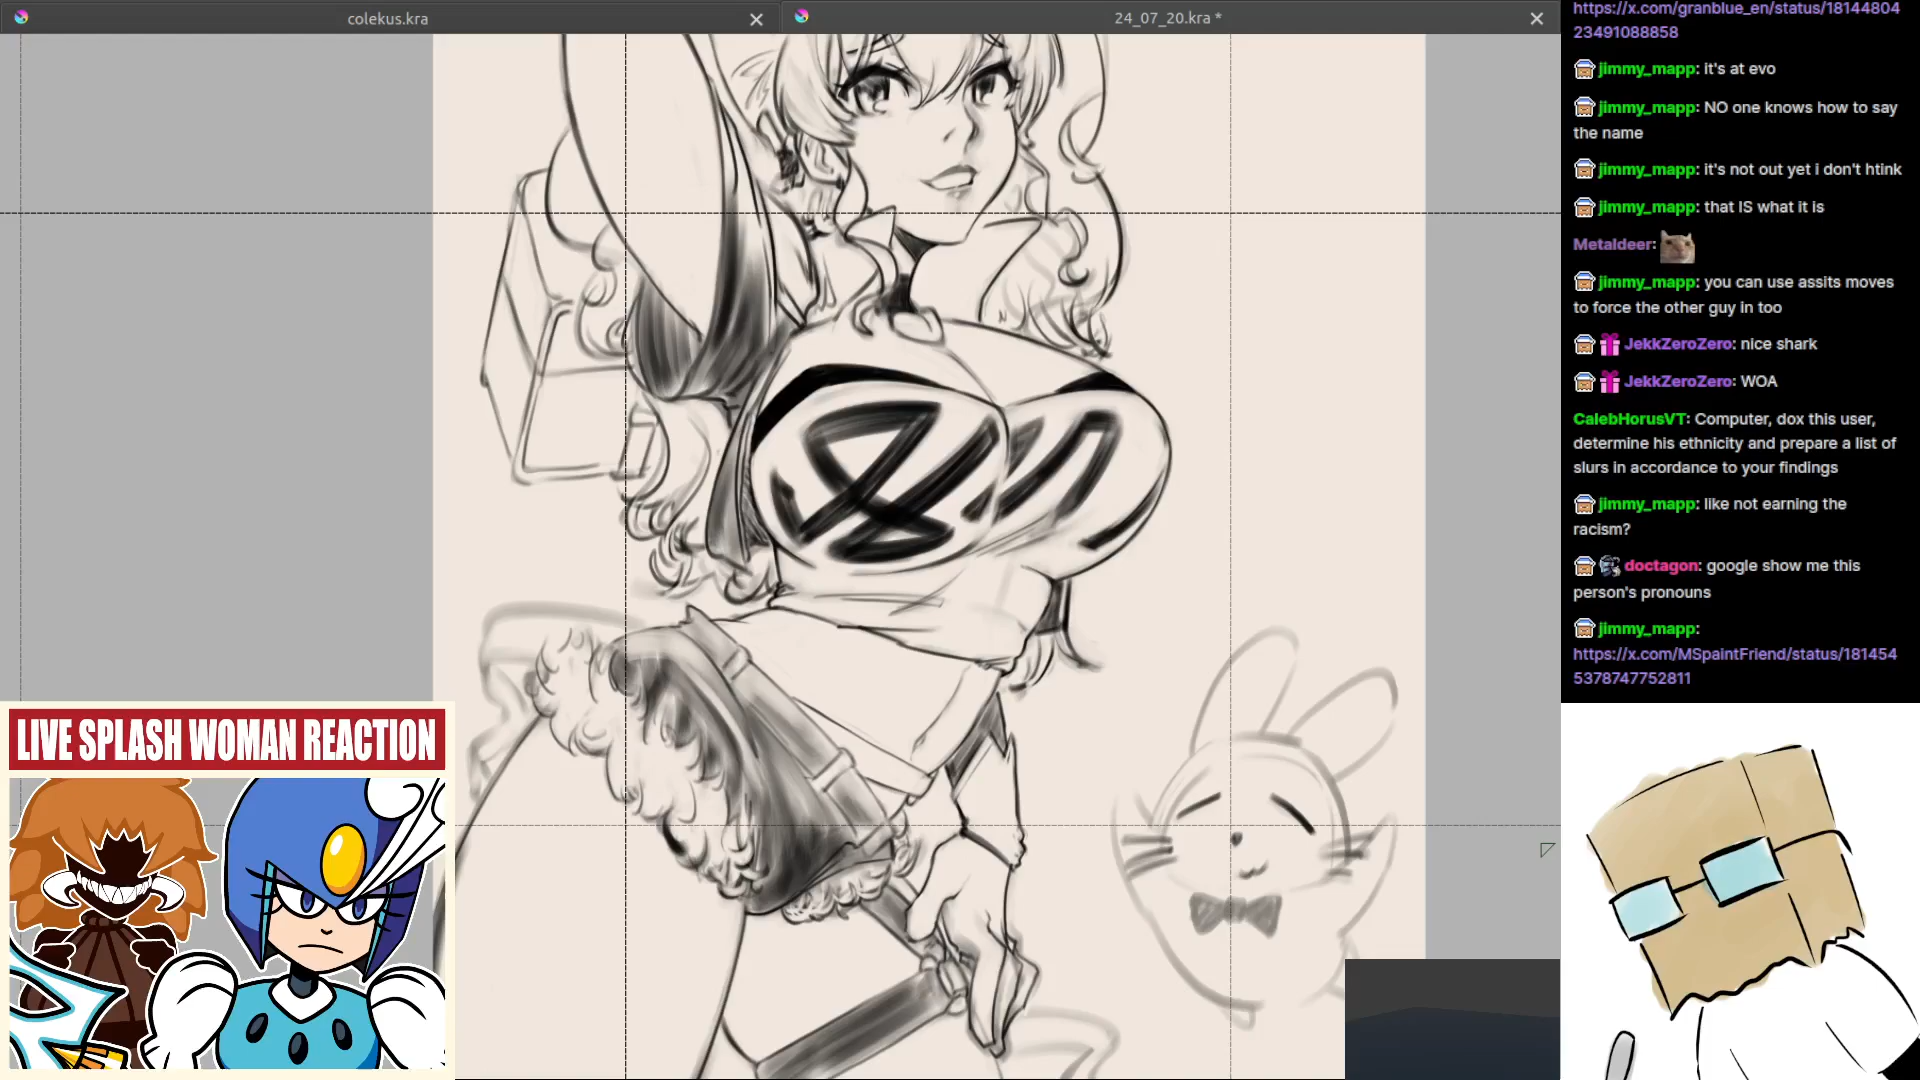 colekus.kra
24_07_20.kra *
https://x.com/granblue_en/status/18144804
23491088858
jimmy_mapp: it's at evo
jimmy_mapp: NO one knows how to say
the name
jimmy_mapp: it's not out yet i don't htink
jimmy_mapp: that IS what it is
Metaldeer:
jimmy_mapp: you can use assits moves
to force the other guy in too
JekkZeroZero: nice shark
JekkZeroZero: WOA
CalebHorusVT: Computer, dox this user,
determine his ethnicity and prepare a list of
slurs in accordance to your findings
jimmy_mapp: like not earning the
racism?
doctagon: google show me this
person's pronouns
jimmy_mapp:
https://x.com/MSpaintFriend/status/181454
5378747752811
LIVE SPLASH WOMAN REACTION